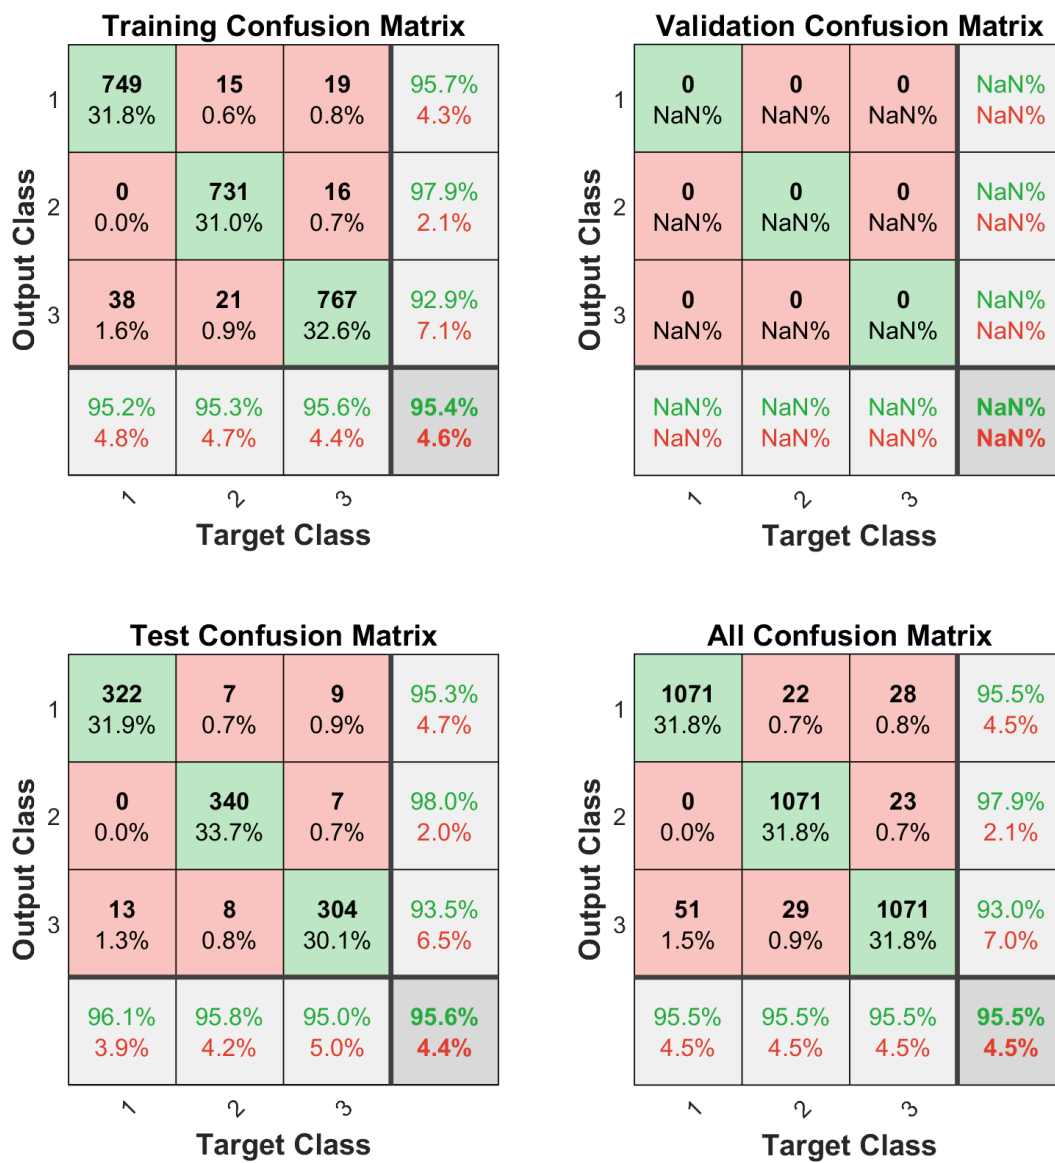 Training Confusion Matrix
1 749 15 19 95.7%
31.8% 0.6% 0.8% 4.3%
2 0 731 16 97.9%
0.0% 31.0% 0.7% 2.1%
3 38 21 767 92.9%
1.6% 0.9% 32.6% 7.1%
95.2% 95.3% 95.6% 95.4%
4.8% 4.7% 4.4% 4.6%
1 2 3
Target Class
Output Class
Validation Confusion Matrix
1 0 0 0 NaN%
NaN% NaN% NaN% NaN%
2 0 0 0 NaN%
NaN% NaN% NaN% NaN%
3 0 0 0 NaN%
NaN% NaN% NaN% NaN%
NaN% NaN% NaN% NaN%
NaN% NaN% NaN% NaN%
1 2 3
Target Class
Output Class
Test Confusion Matrix
1 322 7 9 95.3%
31.9% 0.7% 0.9% 4.7%
2 0 340 7 98.0%
0.0% 33.7% 0.7% 2.0%
3 13 8 304 93.5%
1.3% 0.8% 30.1% 6.5%
96.1% 95.8% 95.0% 95.6%
3.9% 4.2% 5.0% 4.4%
1 2 3
Target Class
Output Class
All Confusion Matrix
1 1071 22 28 95.5%
31.8% 0.7% 0.8% 4.5%
2 0 1071 23 97.9%
0.0% 31.8% 0.7% 2.1%
3 51 29 1071 93.0%
1.5% 0.9% 31.8% 7.0%
95.5% 95.5% 95.5% 95.5%
4.5% 4.5% 4.5% 4.5%
1 2 3
Target Class
Output Class